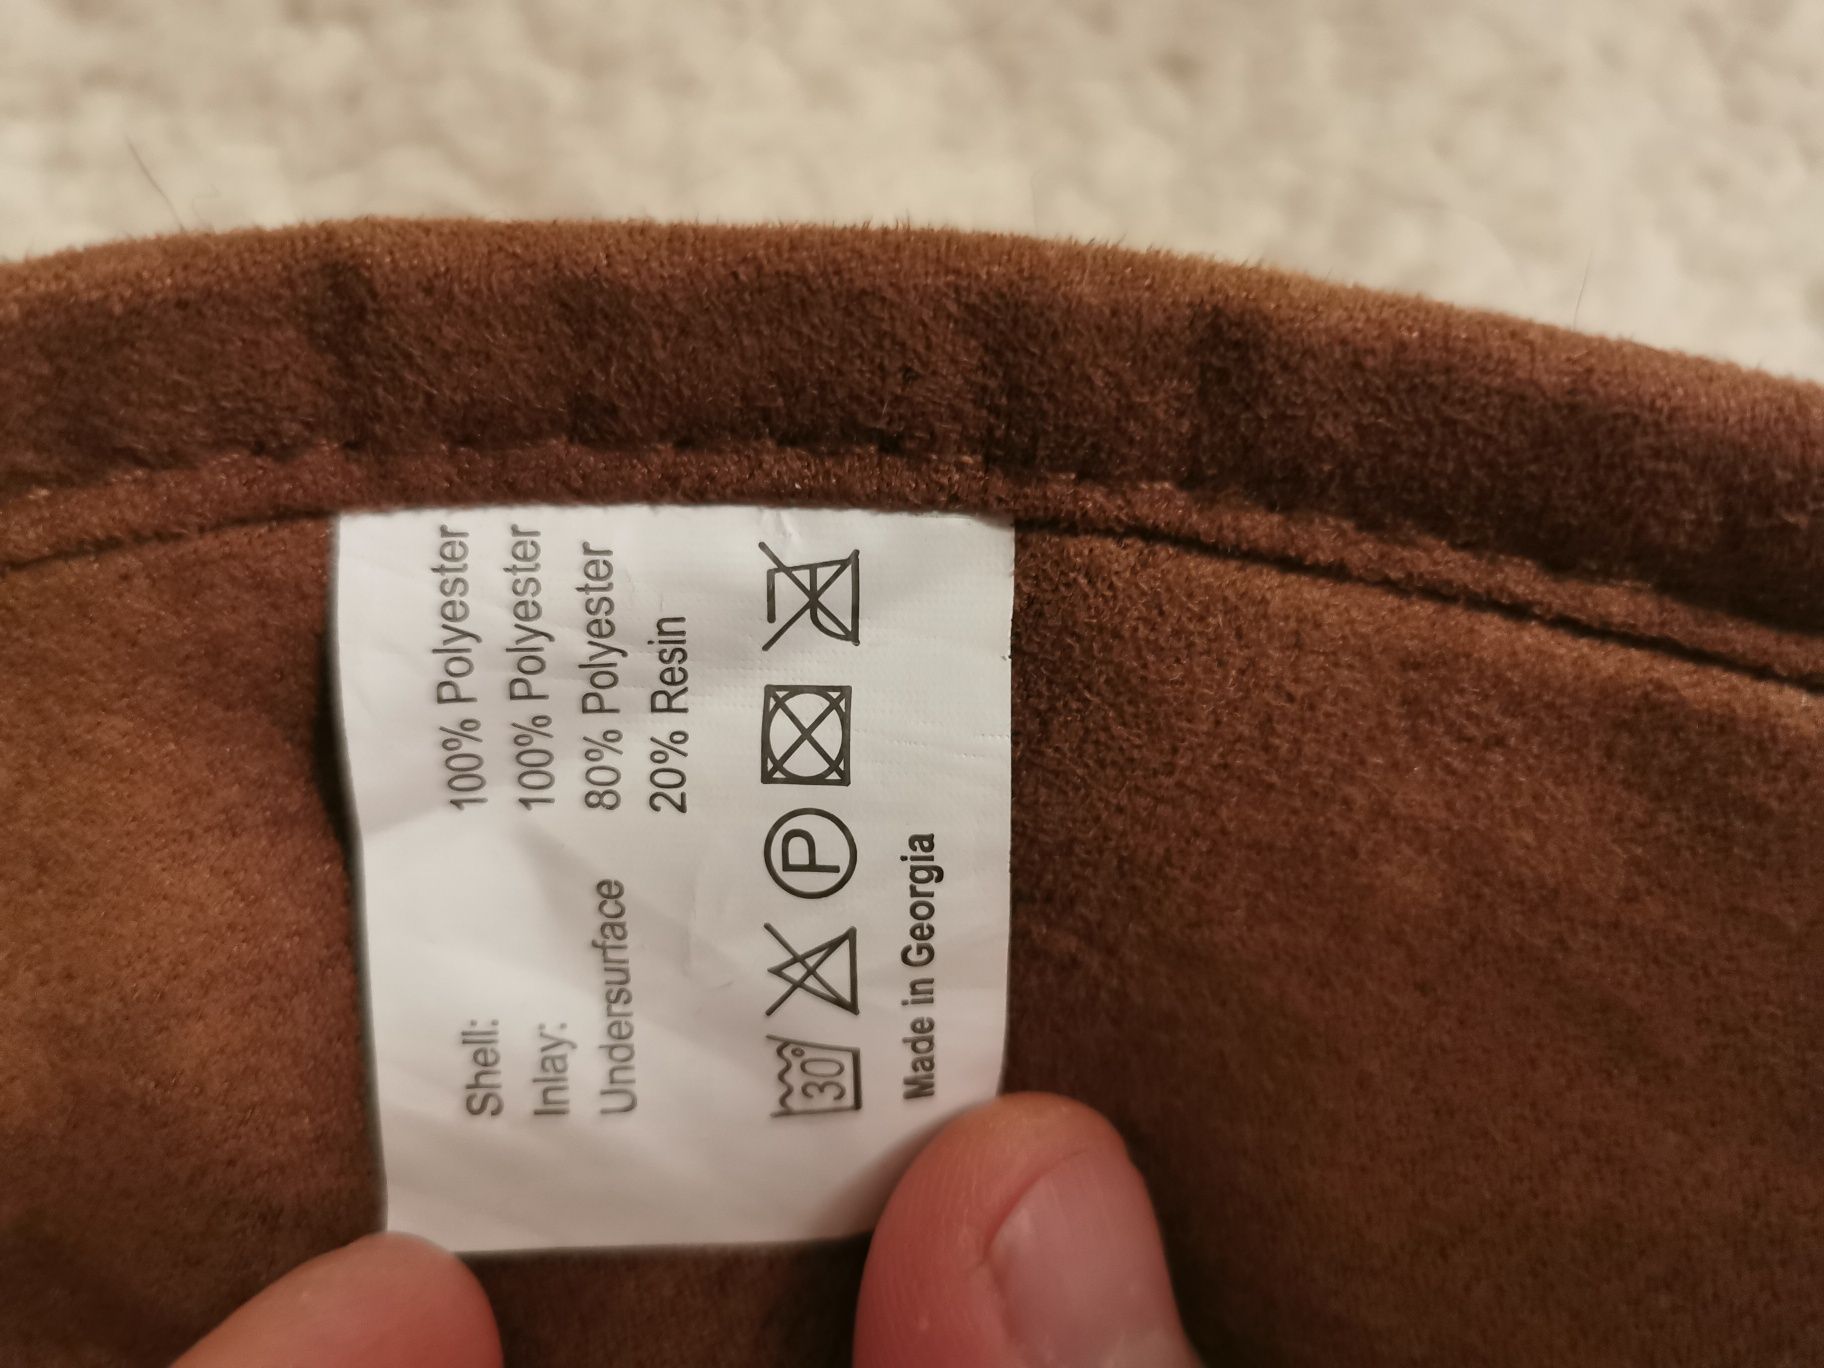 Shell: 100% Polyester
Inlay: 100% Polyester
Undersurface 80% Polyester
20% Resin
30° P
Made in Georgia